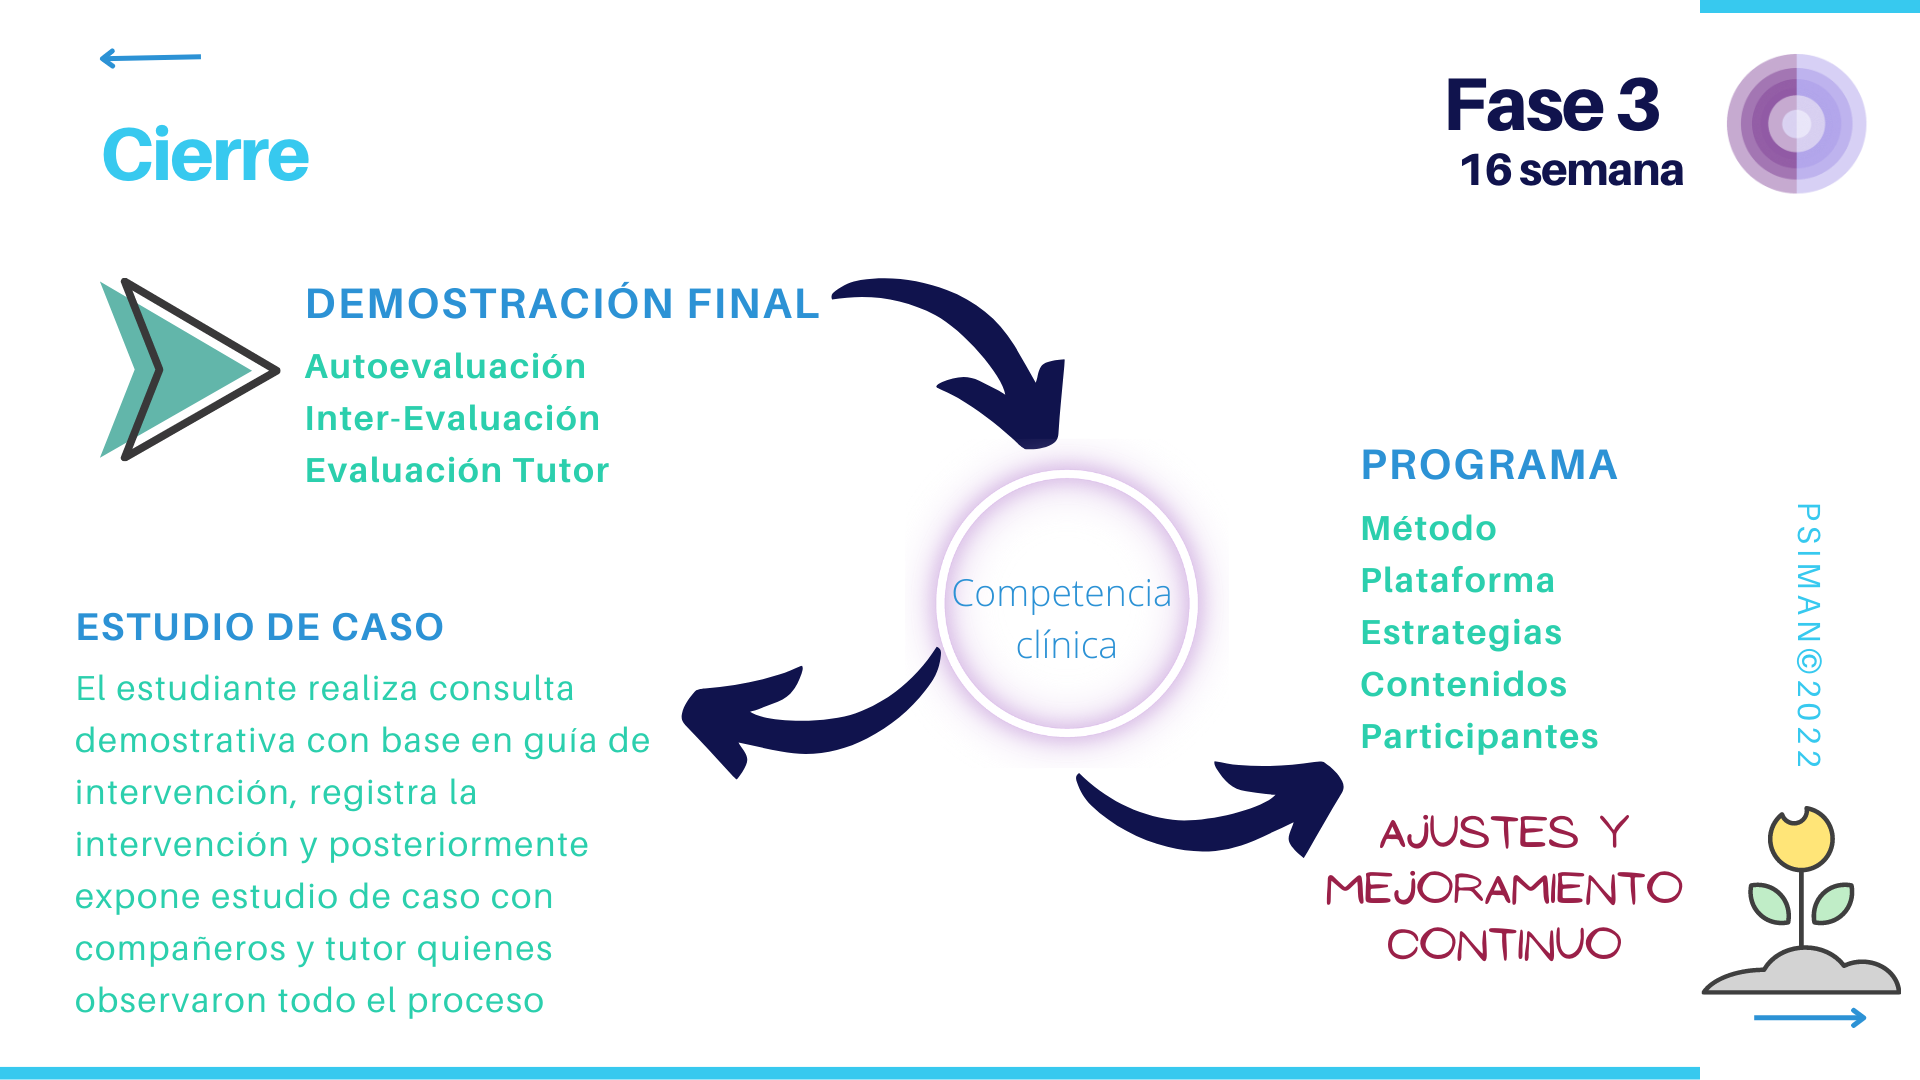 Cierre
Fase 3
16 semana
DEMOSTRACIÓN FINAL
Autoevaluación
Inter-Evaluación
Evaluación Tutor
Competencia
clínica
ESTUDIO DE CASO
El estudiante realiza consulta
demostrativa con base en guía de
intervención, registra la
intervención y posteriormente
expone estudio de caso con
compañeros y tutor quienes
observaron todo el proceso
PROGRAMA
Método
Plataforma
Estrategias
Contenidos
Participantes
AJUSTES Y
MEJORAMIENTO
CONTINUO
PSIMAN©2022